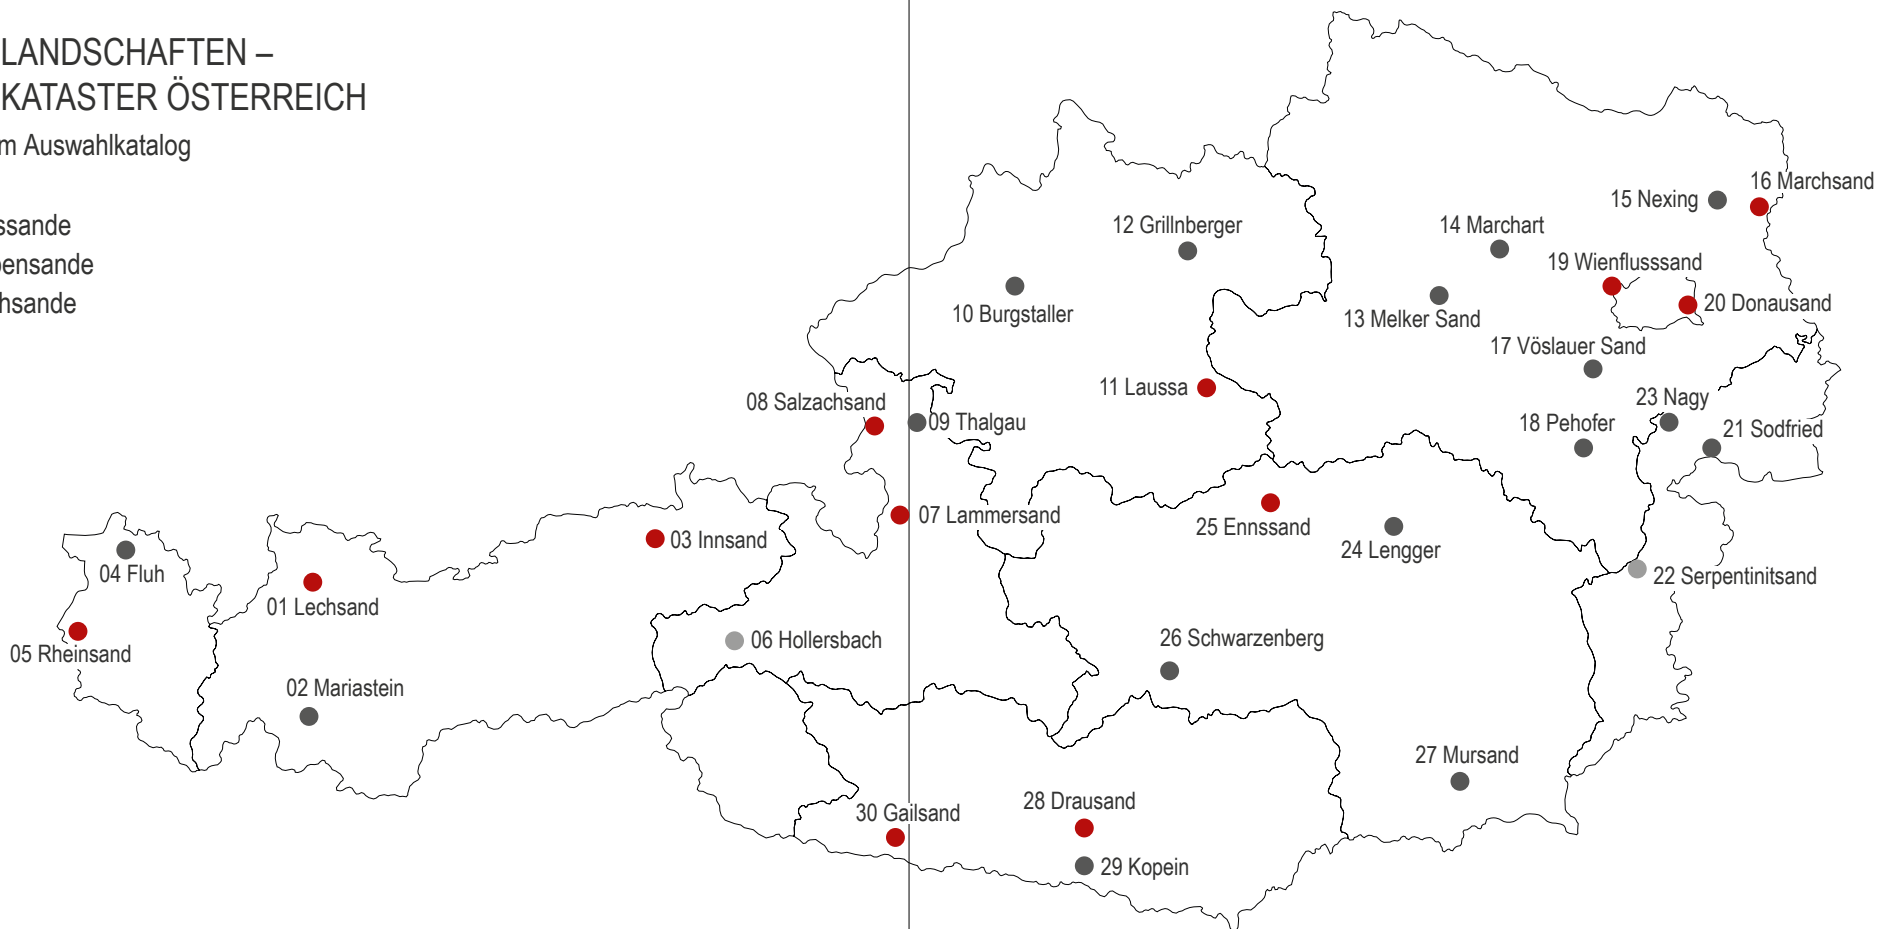 LANDSCHAFTEN –
KATASTER ÖSTERREICH
m Auswahlkatalog
ssande
bensande
hsande
16 Marchsand
15 Nexing
12 Grillnberger
14 Marchart
19 Wienflusssand
20 Donausand
10 Burgstaller
13 Melker Sand
17 Vöslauer Sand
11 Laussa
23 Nagy
08 Salzachsand
09 Thalgau
18 Pehofer
21 Sodfried
07 Lammersand
25 Ennssand
03 Innsand
24 Lengger
04 Fluh
22 Serpentinitsand
01 Lechsand
06 Hollersbach
26 Schwarzenberg
05 Rheinsand
02 Mariastein
27 Mursand
28 Drausand
30 Gailsand
29 Kopein